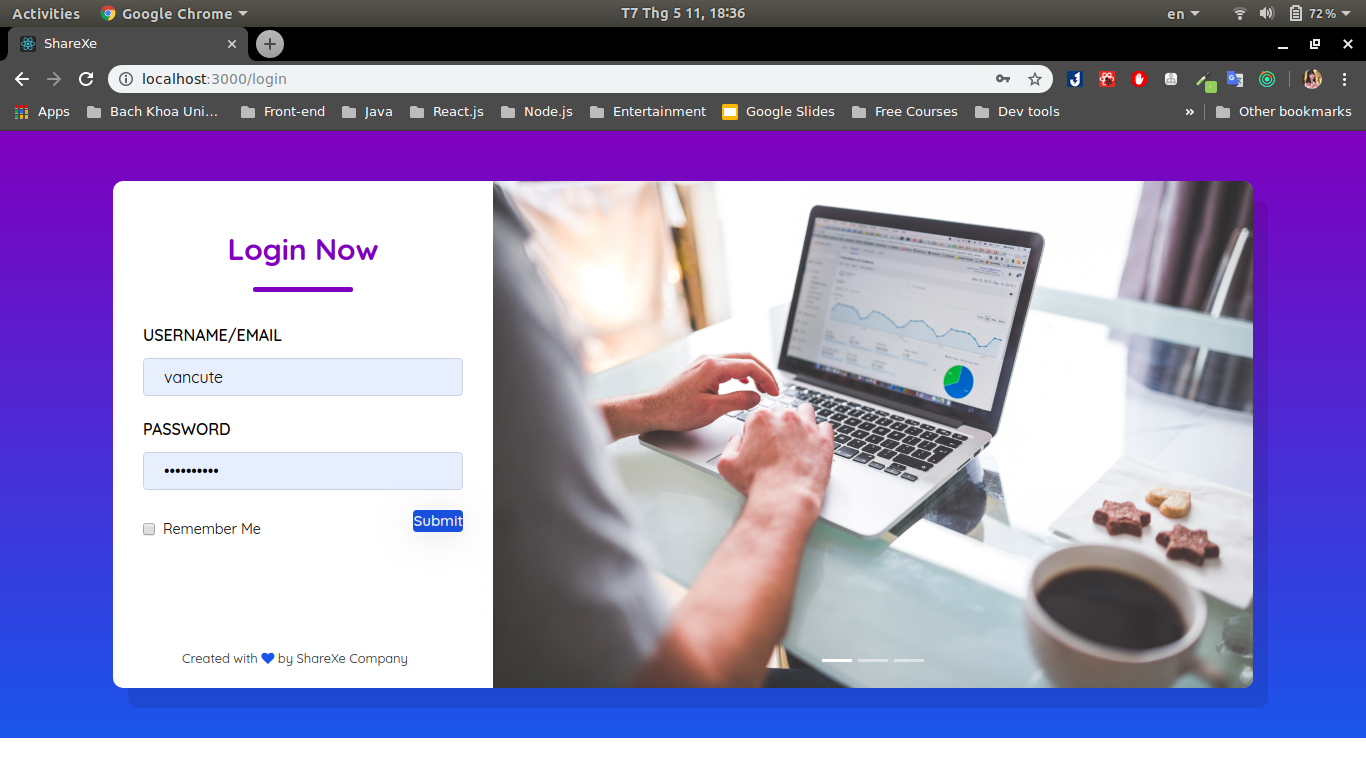 Activities Google Chrome T7 Thg 5 11, 18:36 en 72%
ShareXe
localhost:3000/login
Apps Bach Khoa Uni... Front-end Java React.js Node.js Entertainment Google Slides Free Courses Dev tools » Other bookmarks
Login Now
USERNAME/EMAIL
vancute
PASSWORD
••••••••••
Remember Me Submit
Created with by ShareXe Company